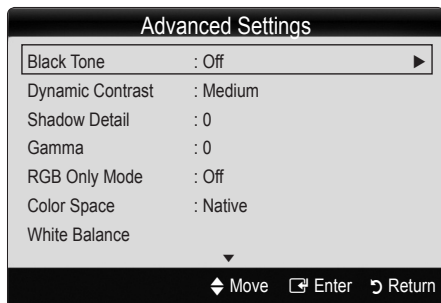 Advanced Settings
Black Tone : Off ▶
Dynamic Contrast : Medium
Shadow Detail : 0
Gamma : 0
RGB Only Mode : Off
Color Space : Native
White Balance
▼
Move Enter Return